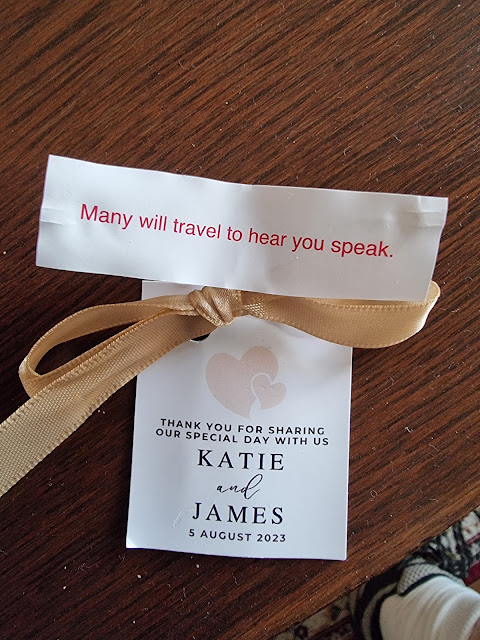 Many will travel to hear you speak.
THANK YOU FOR SHARING
OUR SPECIAL DAY WITH US
KATIE
and
JAMES
5 AUGUST 2023